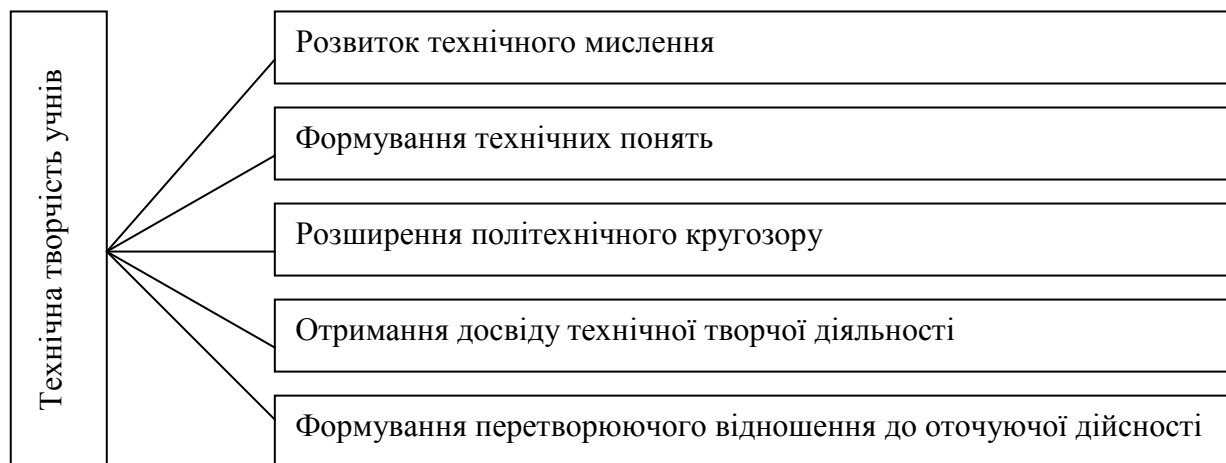 Технічна творчість учнів
Розвиток технічного мислення
Формування технічних понять
Розширення політехнічного кругозору
Отримання досвіду технічної творчої діяльності
Формування перетворюючого відношення до оточуючої дійсності